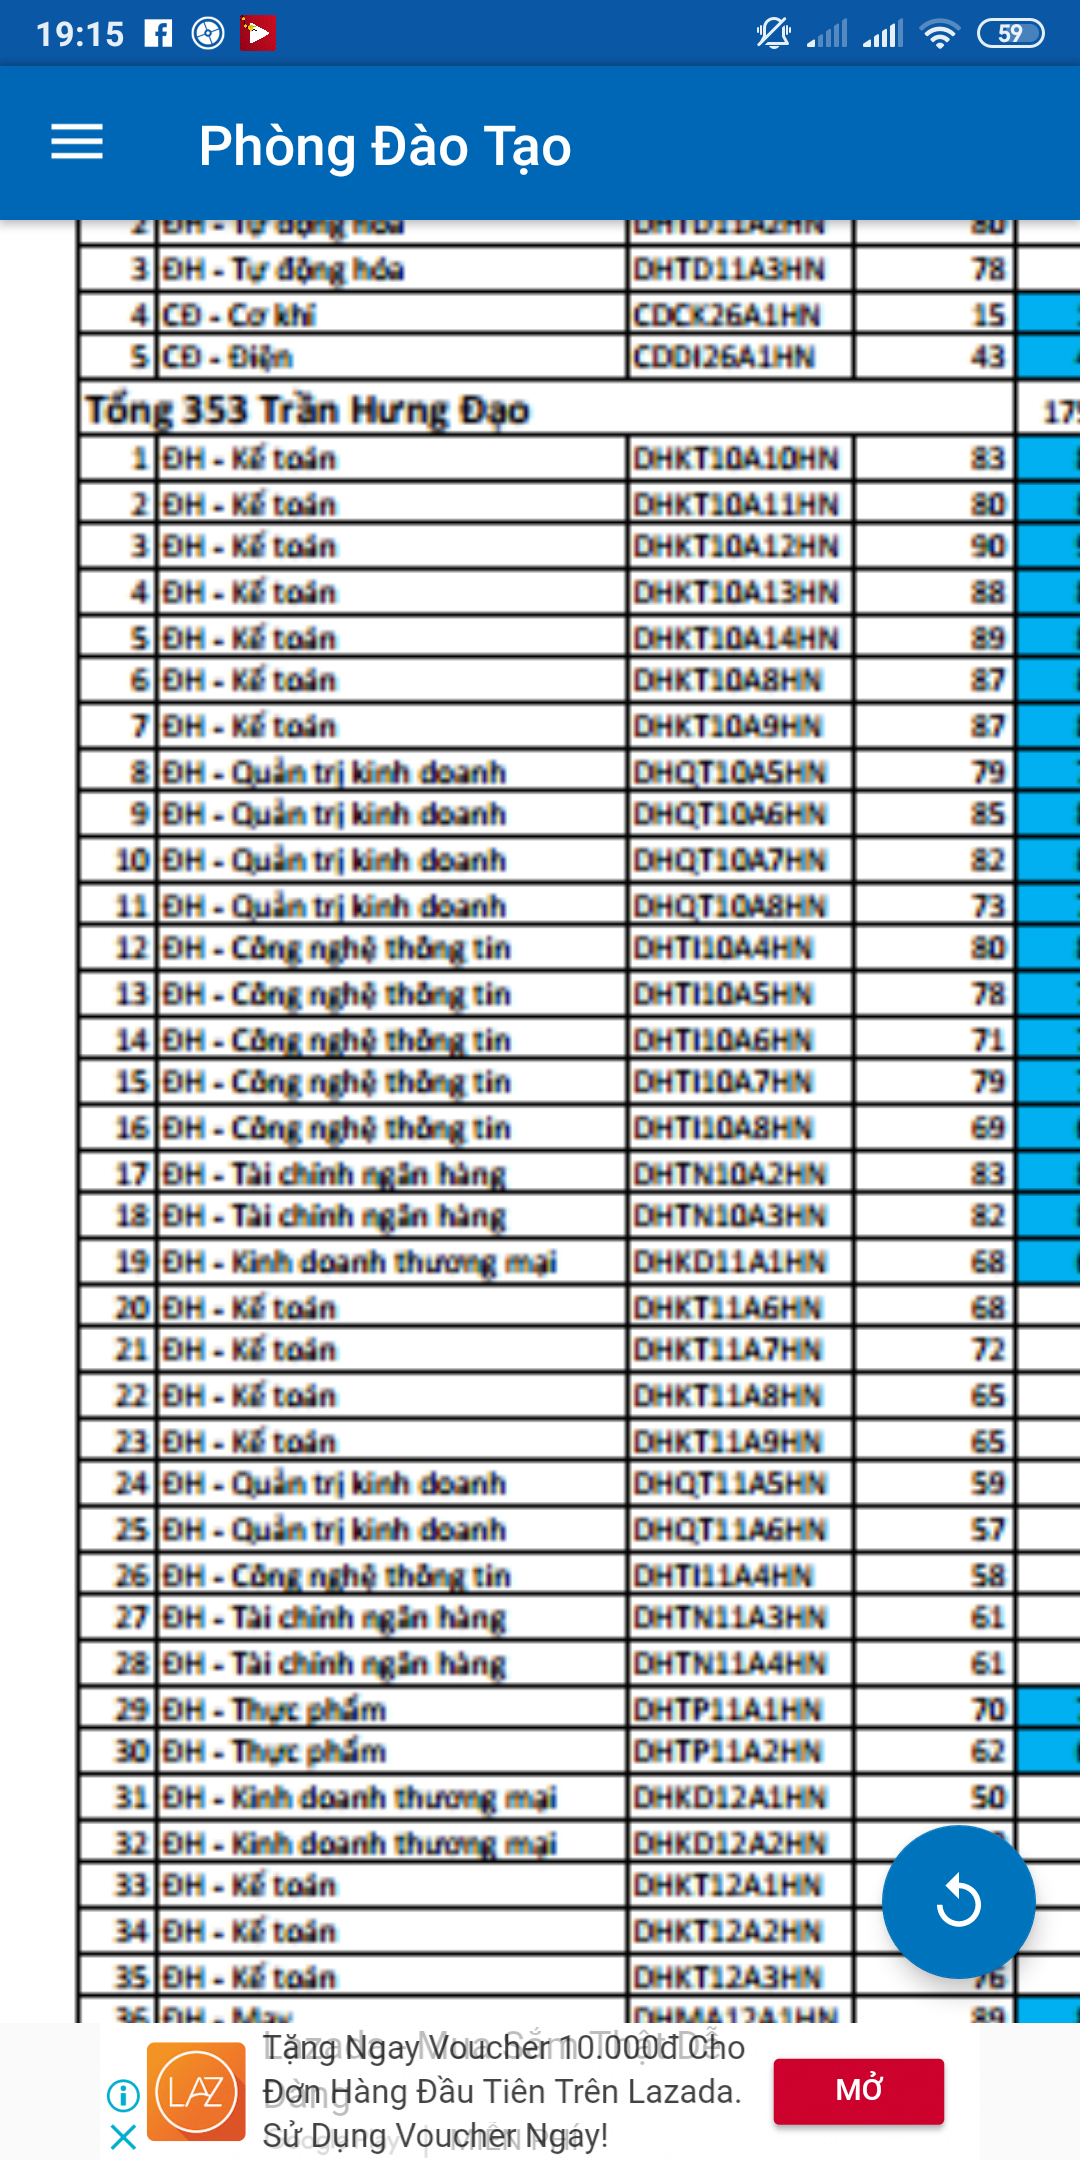 19:15
59
Phòng Đào Tạo
2 ĐH - Tự động hóa DHTD11A2HN 80
3 ĐH - Tự động hóa DHTD11A3HN 78
4 CĐ - Cơ khí CDCK26A1HN 15
5 CĐ - Điện CDDI26A1HN 43
Tổng 353 Trần Hưng Đạo
1 ĐH - Kế toán DHKT10A10HN 83
2 ĐH - Kế toán DHKT10A11HN 80
3 ĐH - Kế toán DHKT10A12HN 90
4 ĐH - Kế toán DHKT10A13HN 88
5 ĐH - Kế toán DHKT10A14HN 89
6 ĐH - Kế toán DHKT10A8HN 87
7 ĐH - Kế toán DHKT10A9HN 87
8 ĐH - Quản trị kinh doanh DHQT10A5HN 79
9 ĐH - Quản trị kinh doanh DHQT10A6HN 85
10 ĐH - Quản trị kinh doanh DHQT10A7HN 82
11 ĐH - Quản trị kinh doanh DHQT10A8HN 73
12 ĐH - Công nghệ thông tin DHTI10A4HN 80
13 ĐH - Công nghệ thông tin DHTI10A5HN 78
14 ĐH - Công nghệ thông tin DHTI10A6HN 71
15 ĐH - Công nghệ thông tin DHTI10A7HN 79
16 ĐH - Công nghệ thông tin DHTI10A8HN 69
17 ĐH - Tài chính ngân hàng DHTN10A2HN 83
18 ĐH - Tài chính ngân hàng DHTN10A3HN 82
19 ĐH - Kinh doanh thương mại DHKD11A1HN 68
20 ĐH - Kế toán DHKT11A6HN 68
21 ĐH - Kế toán DHKT11A7HN 72
22 ĐH - Kế toán DHKT11A8HN 65
23 ĐH - Kế toán DHKT11A9HN 65
24 ĐH - Quản trị kinh doanh DHQT11A5HN 59
25 ĐH - Quản trị kinh doanh DHQT11A6HN 57
26 ĐH - Công nghệ thông tin DHTI11A4HN 58
27 ĐH - Tài chính ngân hàng DHTN11A3HN 61
28 ĐH - Tài chính ngân hàng DHTN11A4HN 61
29 ĐH - Thực phẩm DHTP11A1HN 70
30 ĐH - Thực phẩm DHTP11A2HN 62
31 ĐH - Kinh doanh thương mại DHKD12A1HN 50
32 ĐH - Kinh doanh thương mại DHKD12A2HN
33 ĐH - Kế toán DHKT12A1HN
34 ĐH - Kế toán DHKT12A2HN
35 ĐH - Kế toán DHKT12A3HN 76
36 ĐH - May DHMA12A1HN 89
LAZ
Tặng Ngay Voucher 10.000đ Cho
Đơn Hàng Đầu Tiên Trên Lazada.
Sử Dụng Voucher Ngay!
MỞ